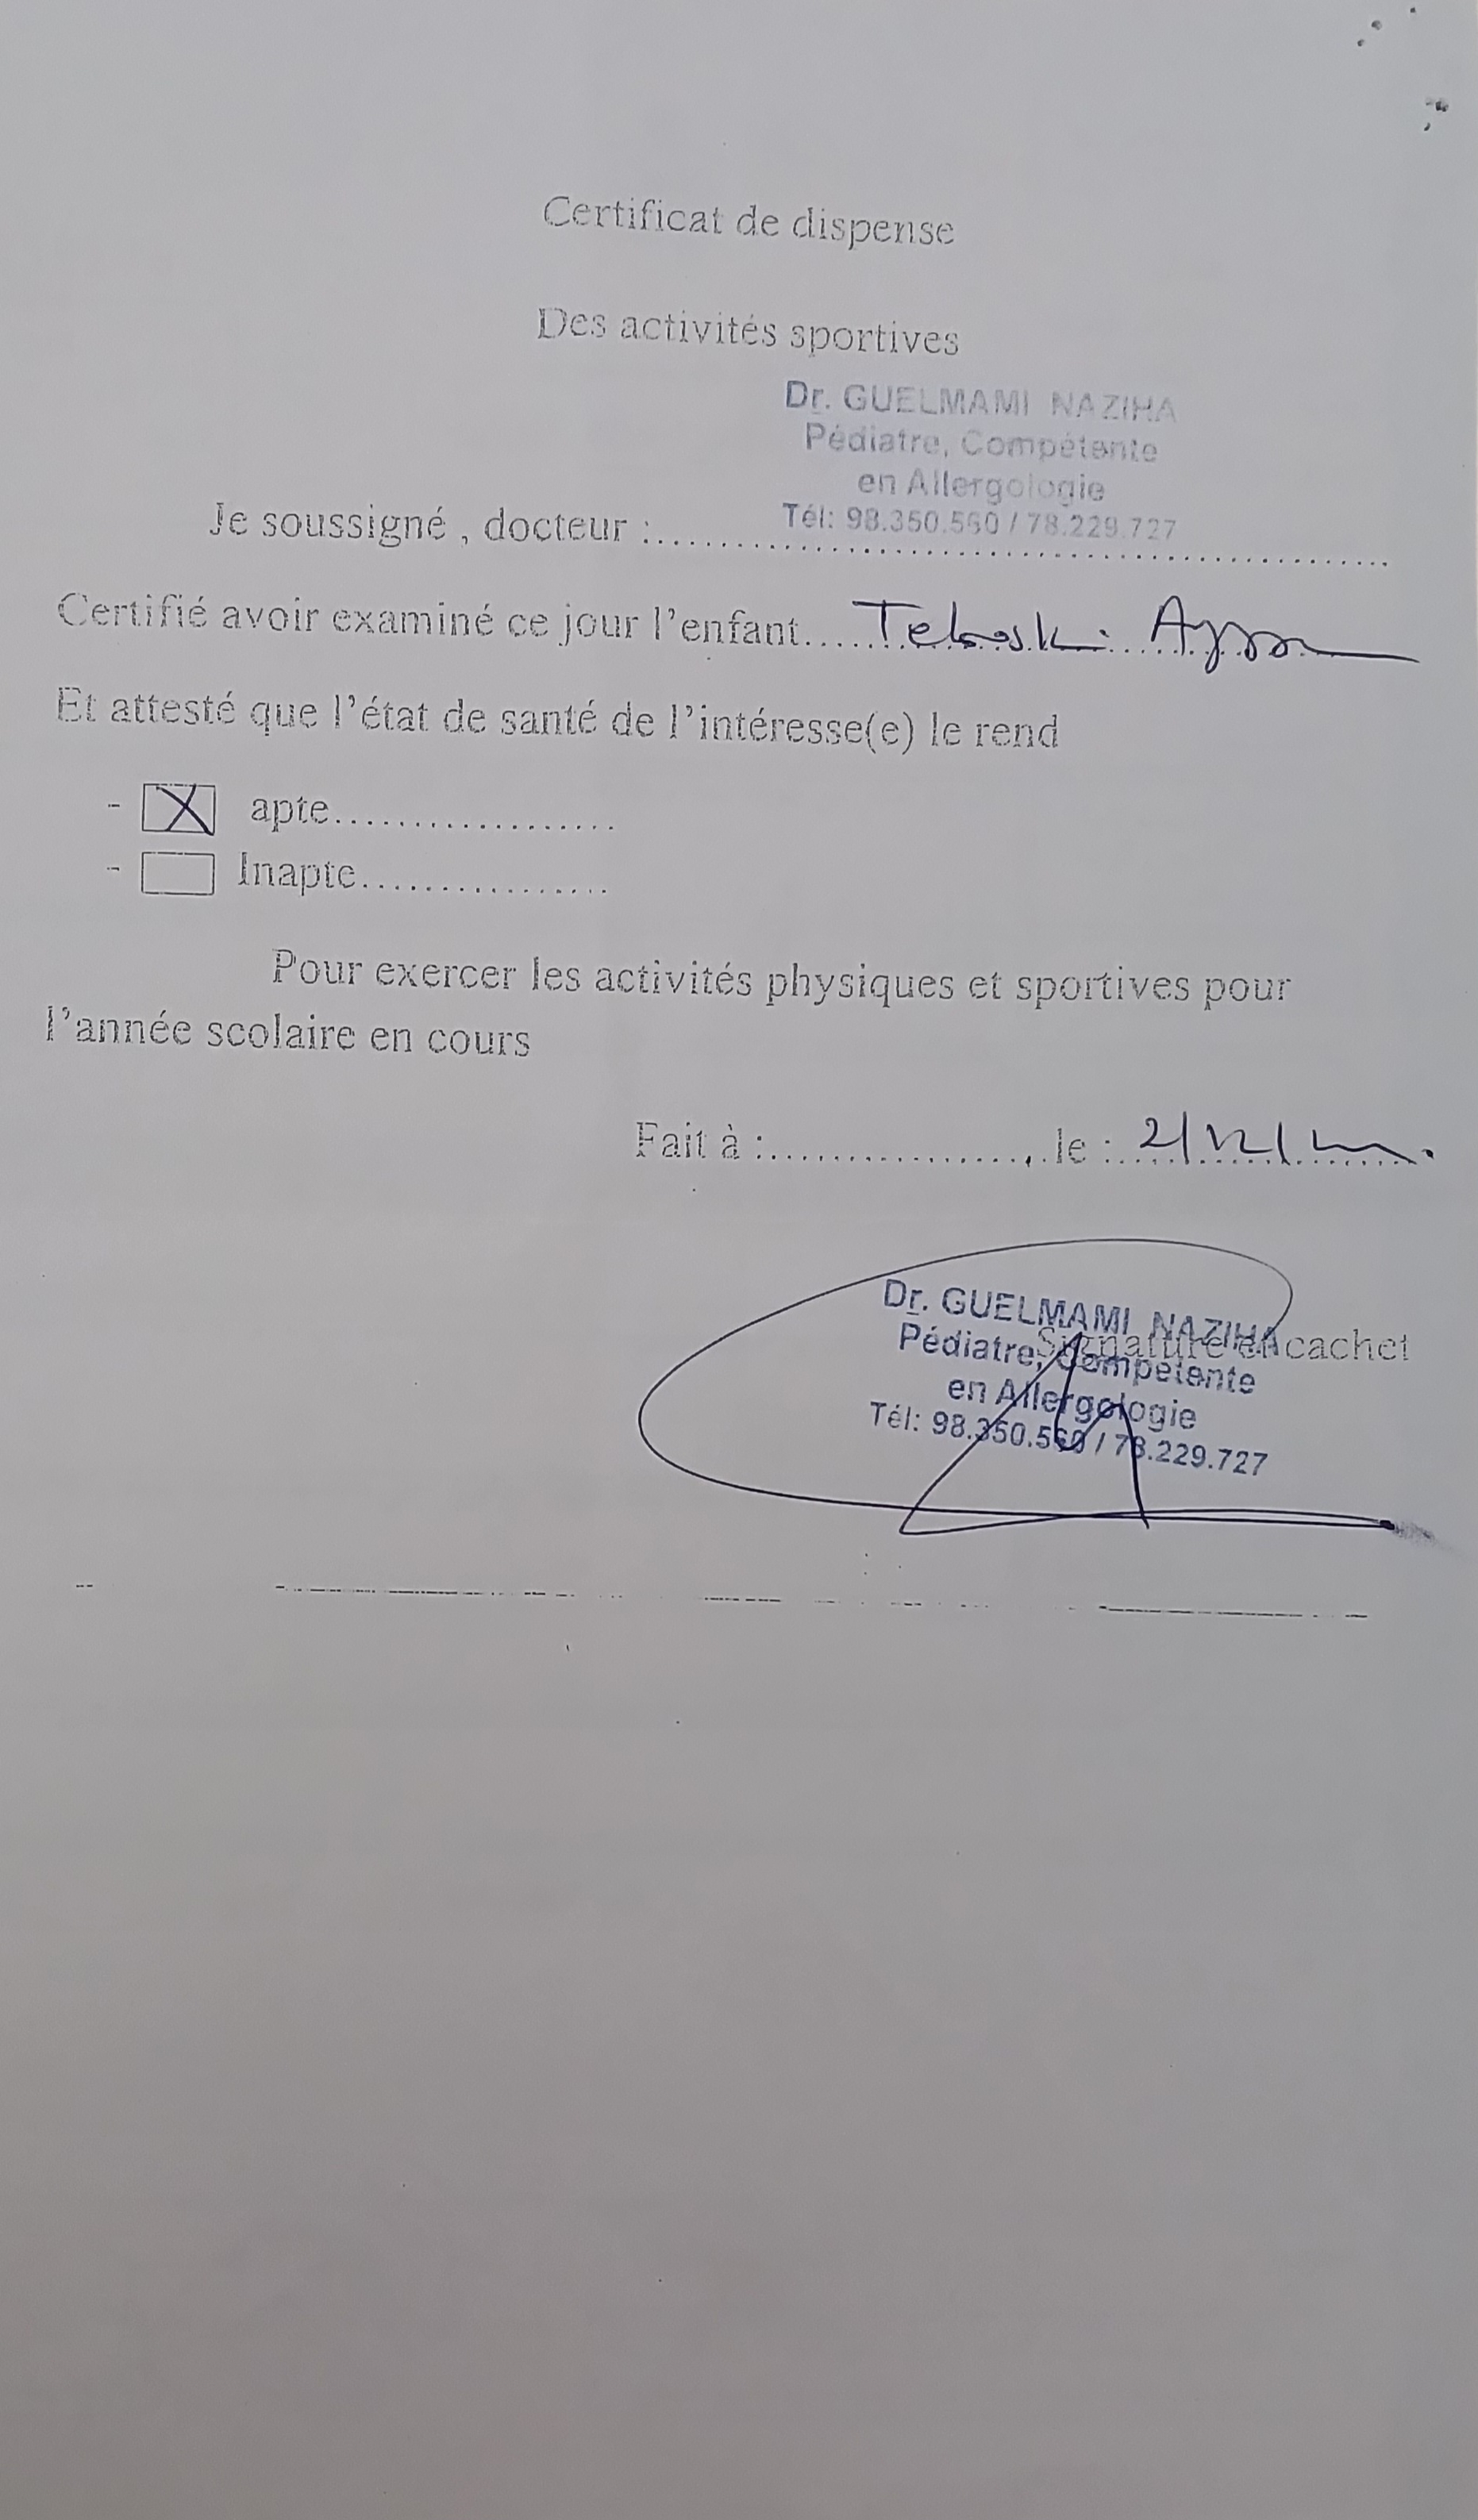 Certificat de dispense
Des activités sportives
Dr. GUELMAMI NAZIHA
Pédiatre, Compétente
en Allergologie
Tél: 98.350.560 / 78.229.727
Je soussigné , docteur :
Certifié avoir examiné ce jour l'enfant
Et attesté que l'état de santé de l'intéresse(e) le rend
- X apte
- Inapte
Pour exercer les activités physiques et sportives pour
l'année scolaire en cours
Fait à : , le :
Dr. GUELMAMI NAZIHA
Signature et cachet
Pédiatre, Compétente
en Allergologie
Tél: 98.350.560 / 78.229.727